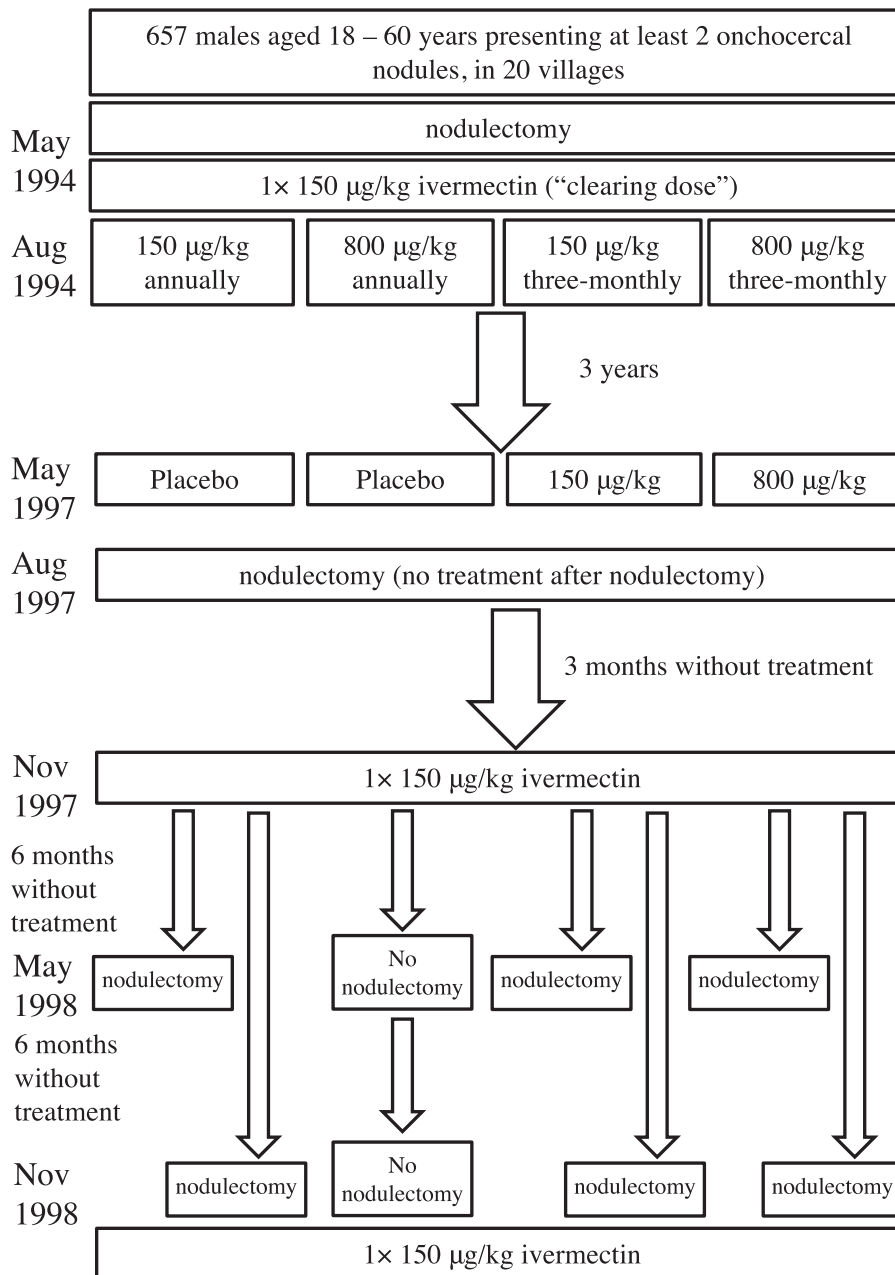 657 males aged 18 – 60 years presenting at least 2 onchocercal
nodules, in 20 villages
May
1994
nodulectomy
1× 150 μg/kg ivermectin (“clearing dose”)
Aug
1994
150 μg/kg
annually
800 μg/kg
annually
150 μg/kg
three-monthly
800 μg/kg
three-monthly
3 years
May
1997
Placebo
Placebo
150 μg/kg
800 μg/kg
Aug
1997
nodulectomy (no treatment after nodulectomy)
3 months without treatment
Nov
1997
1× 150 μg/kg ivermectin
6 months
without
treatment
May
1998
nodulectomy
No
nodulectomy
nodulectomy
nodulectomy
6 months
without
treatment
Nov
1998
nodulectomy
No
nodulectomy
nodulectomy
nodulectomy
1× 150 μg/kg ivermectin